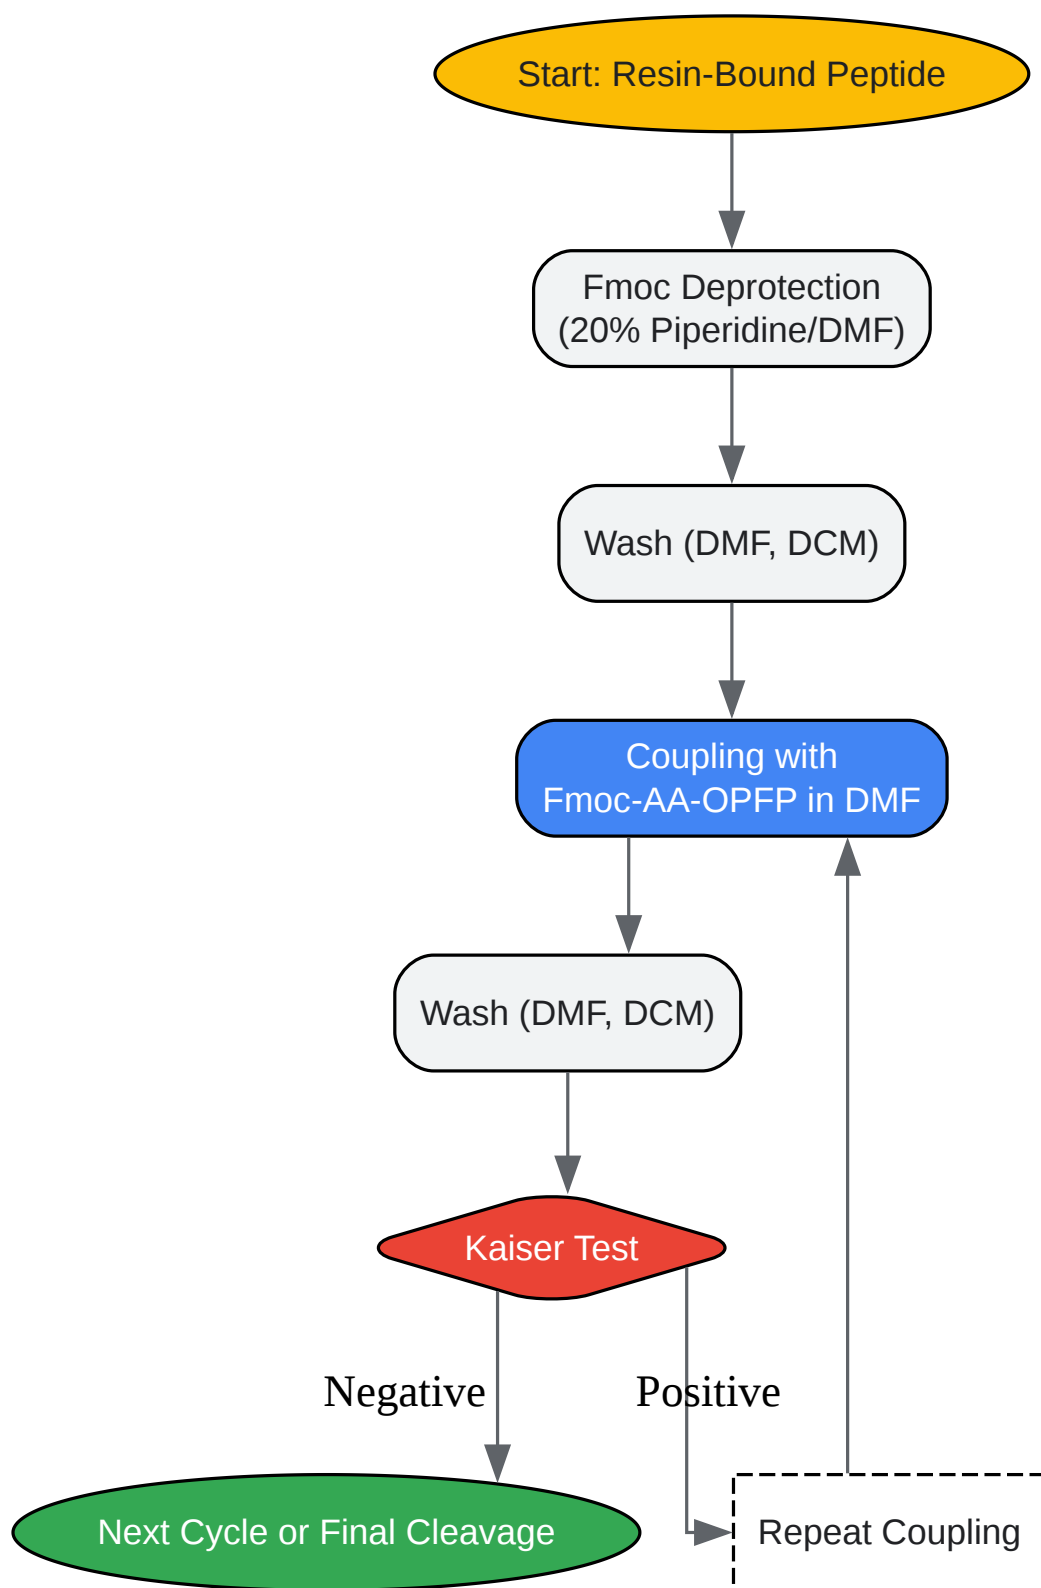 Start: Resin-Bound Peptide
Fmoc Deprotection
(20% Piperidine/DMF)
Wash (DMF, DCM)
Coupling with
Fmoc-AA-OPFP in DMF
Wash (DMF, DCM)
Kaiser Test
Negative
Positive
Next Cycle or Final Cleavage
Repeat Coupling